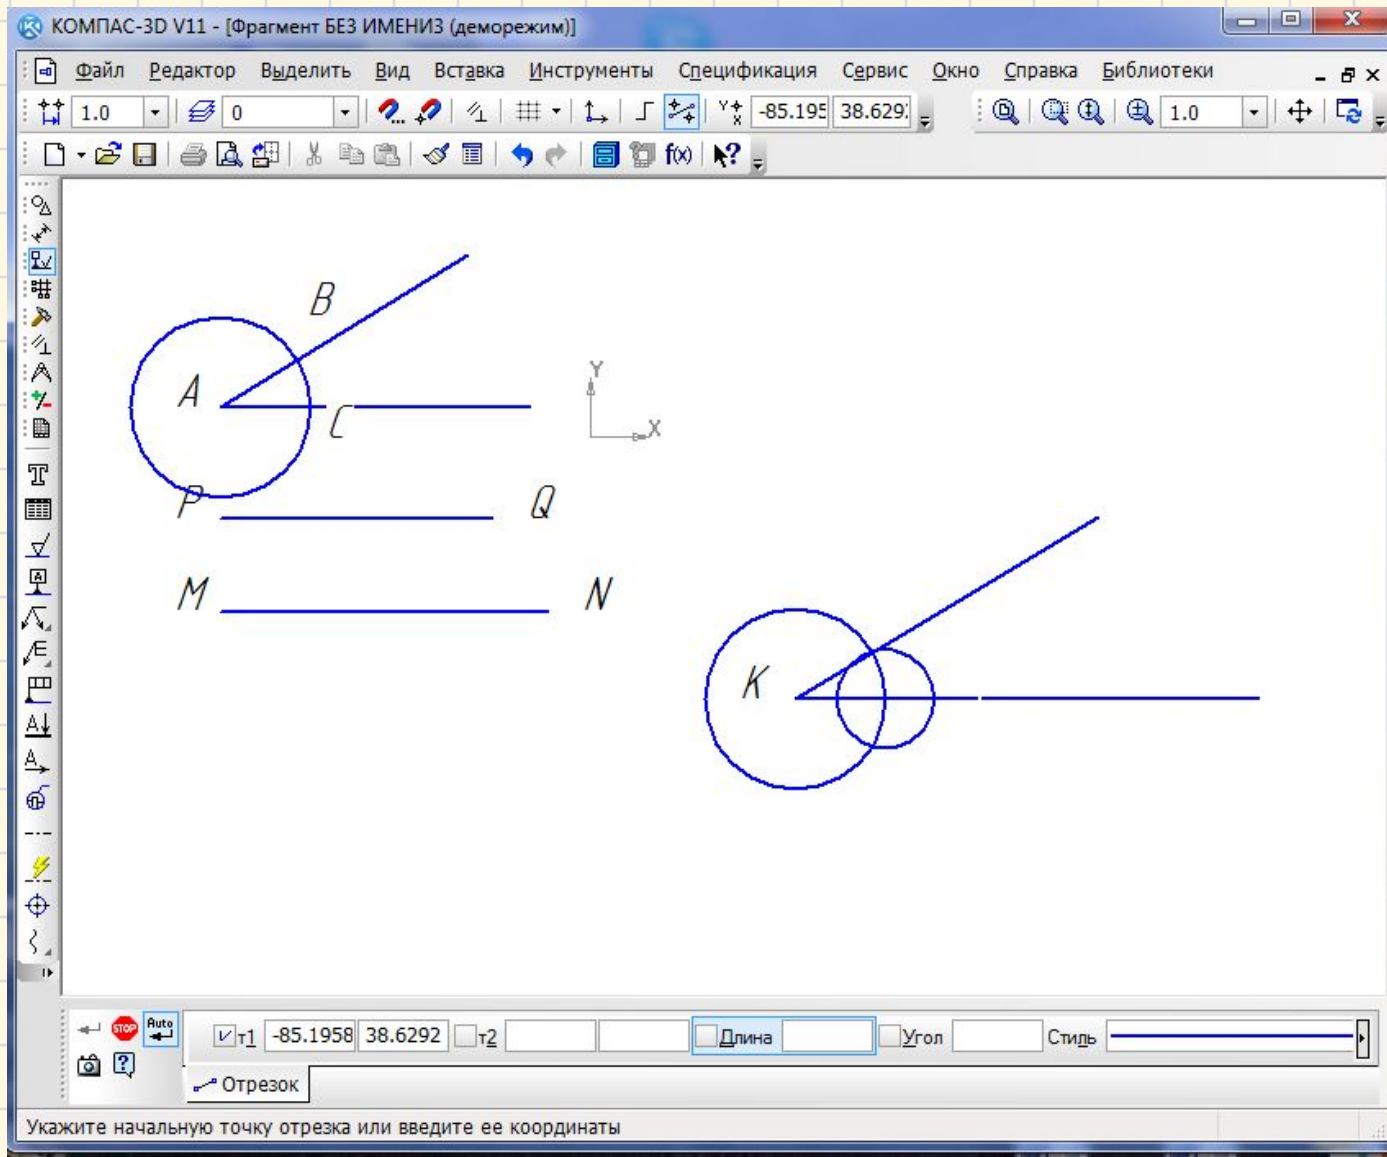 КОМПАС-3D V11 - [Фрагмент БЕЗ ИМЕНИ3 (деморежим)]
Файл Редактор Выделить Вид Вставка Инструменты Спецификация Сервис Окно Справка Библиотеки
1.0 0 Y X -85.195 38.629 1.0
f(x) ?
B
A
C
Y
X
P Q
M N
K
STOP Auto т1 -85.1958 38.6292 т2 Длина Угол Стиль
Отрезок
Укажите начальную точку отрезка или введите ее координаты